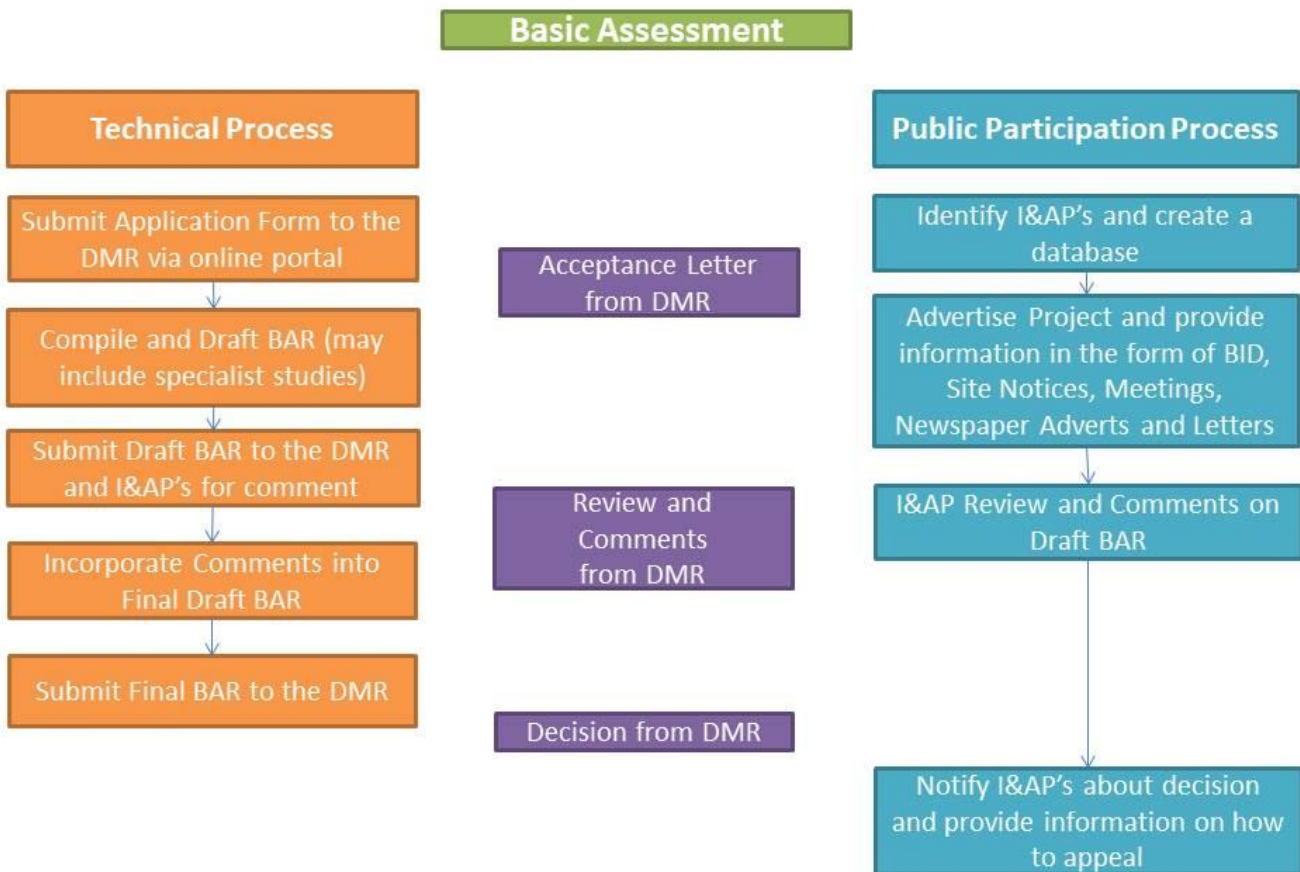 Basic Assessment
Technical Process
Submit Application Form to the
DMR via online portal
Compile and Draft BAR (may
include specialist studies)
Submit Draft BAR to the DMR
and I&AP's for comment
Incorporate Comments into
Final Draft BAR
Submit Final BAR to the DMR
Acceptance Letter
from DMR
Review and
Comments
from DMR
Decision from DMR
Public Participation Process
Identify I&AP's and create a
database
Advertise Project and provide
information in the form of BID,
Site Notices, Meetings,
Newspaper Adverts and Letters
I&AP Review and Comments on
Draft BAR
Notify I&AP's about decision
and provide information on how
to appeal